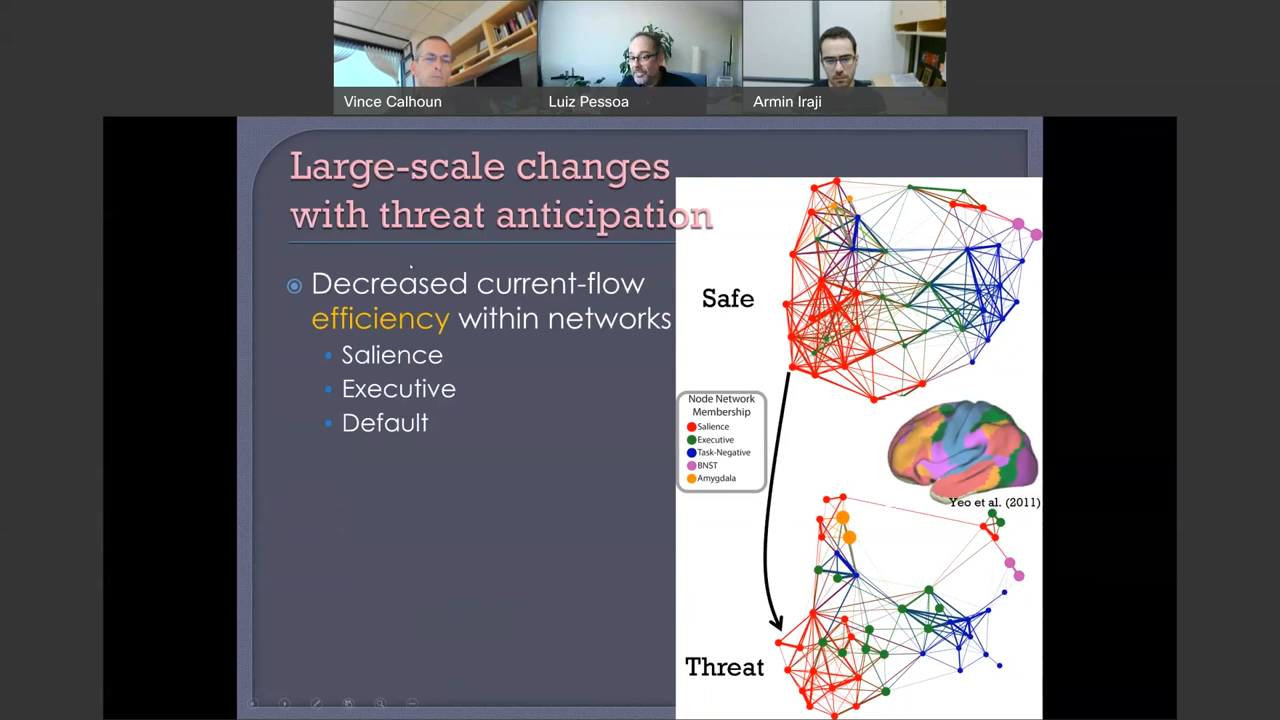 Vince Calhoun
Luiz Pessoa
Armin Iraji
Large-scale changes
with threat anticipation
Decreased current-flow
efficiency within networks
Salience
Executive
Default
Safe
Node Network
Membership
Salience
Executive
Task-Negative
BNST
Amygdala
Yeo et al. (2011)
Threat